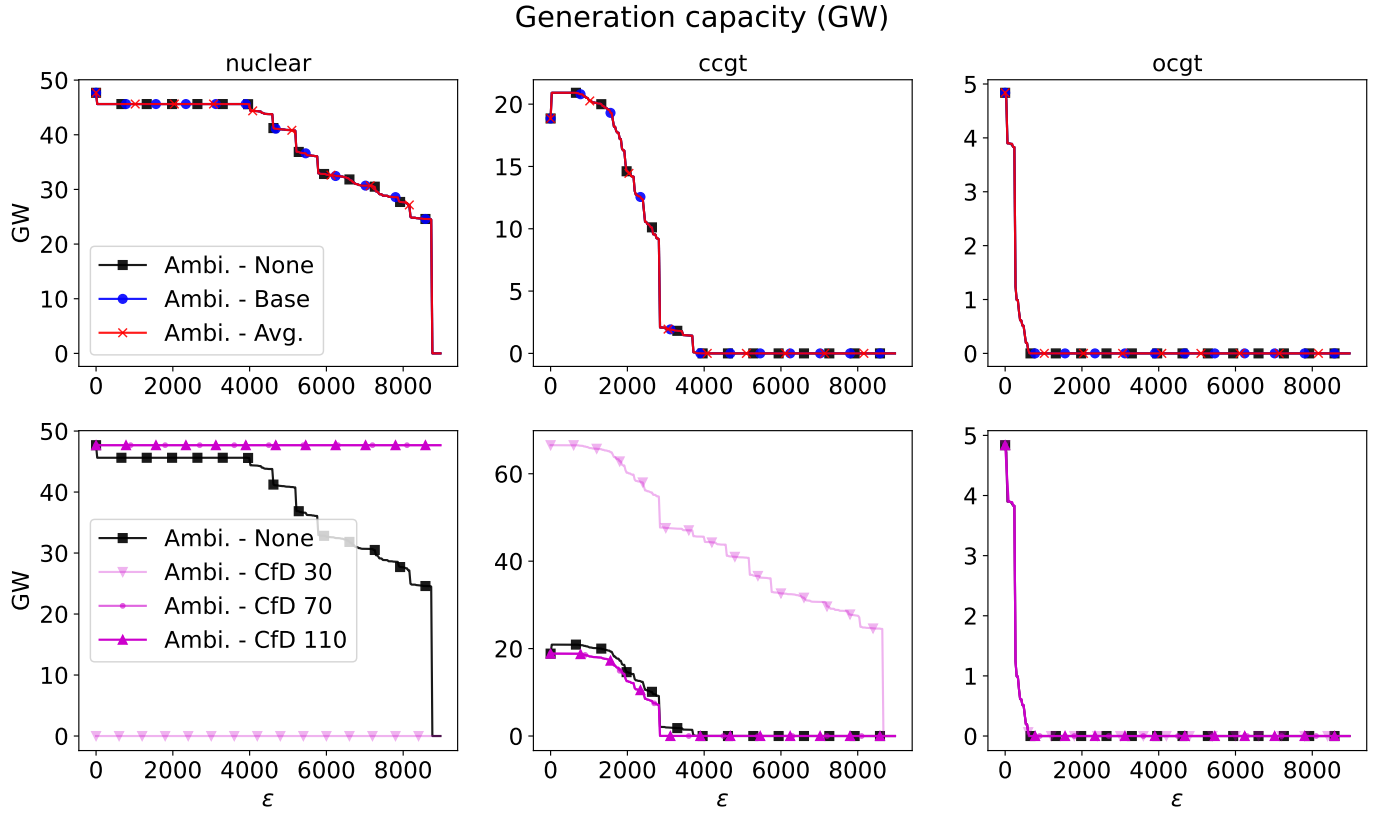 Generation capacity (GW)
nuclear
ccgt
ocgt
GW
50
40
30
20
10
0
Ambi. - None
Ambi. - Base
Ambi. - Avg.
0 2000 4000 6000 8000
20
15
10
5
0
0 2000 4000 6000 8000
5
4
3
2
1
0
0 2000 4000 6000 8000
GW
50
40
30
20
10
0
Ambi. - None
Ambi. - CfD 30
Ambi. - CfD 70
Ambi. - CfD 110
0 2000 4000 6000 8000
ε
60
40
20
0
0 2000 4000 6000 8000
ε
5
4
3
2
1
0
0 2000 4000 6000 8000
ε